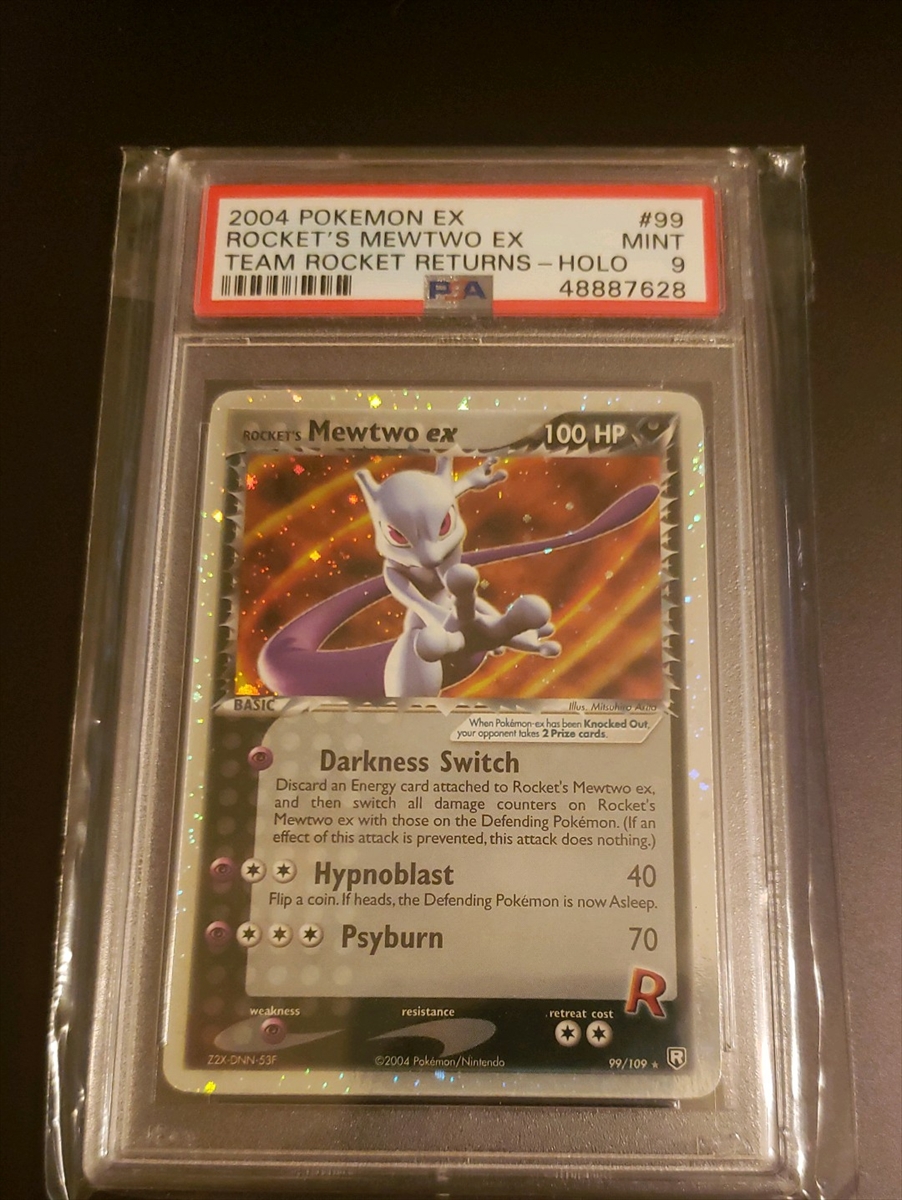 2004 POKEMON EX #99
ROCKET'S MEWTWO EX MINT
TEAM ROCKET RETURNS - HOLO 9
PSA 48887628
ROCKET'S Mewtwo ex 100 HP
BASIC Illus. Mitsuhiro Arita
When Pokémon-ex has been Knocked Out,
your opponent takes 2 Prize cards.
Darkness Switch
Discard an Energy card attached to Rocket's Mewtwo ex,
and then switch all damage counters on Rocket's
Mewtwo ex with those on the Defending Pokémon. (If an
effect of this attack is prevented, this attack does nothing.)
Hypnoblast 40
Flip a coin. If heads, the Defending Pokémon is now Asleep.
Psyburn 70
R
weakness resistance retreat cost
Z2X-DNN-53F ©2004 Pokémon/Nintendo 99/109 ★ R